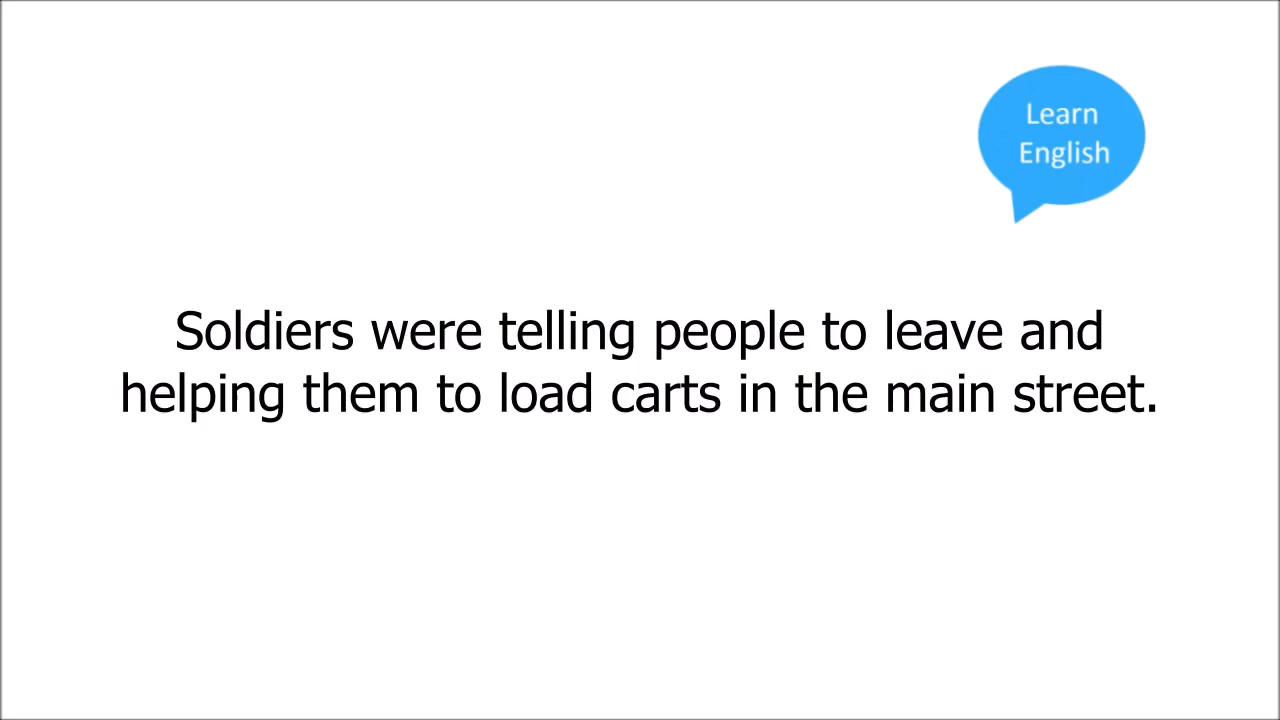 Learn
English
Soldiers were telling people to leave and
helping them to load carts in the main street.